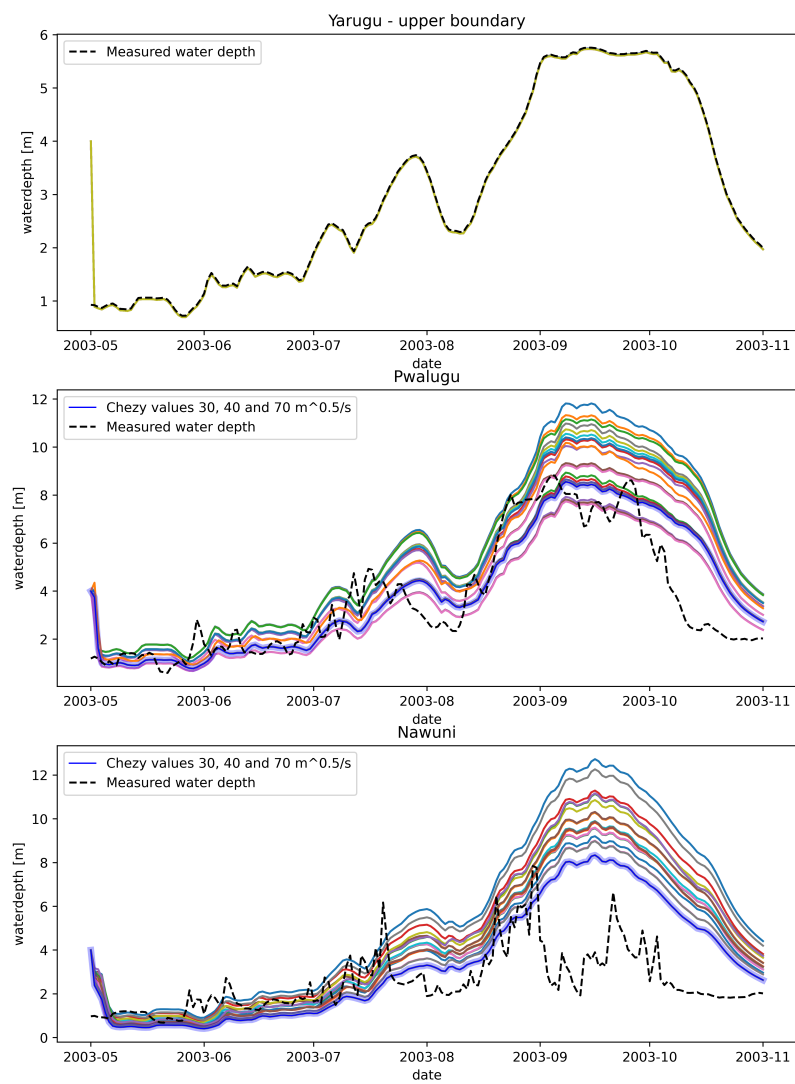 Yarugu - upper boundary
Measured water depth
waterdepth [m]
6
5
4
3
2
1
2003-05 2003-06 2003-07 2003-08 2003-09 2003-10 2003-11
date
Pwalugu
Chezy values 30, 40 and 70 m^0.5/s
Measured water depth
waterdepth [m]
12
10
8
6
4
2
2003-05 2003-06 2003-07 2003-08 2003-09 2003-10 2003-11
date
Nawuni
Chezy values 30, 40 and 70 m^0.5/s
Measured water depth
waterdepth [m]
12
10
8
6
4
2
0
2003-05 2003-06 2003-07 2003-08 2003-09 2003-10 2003-11
date